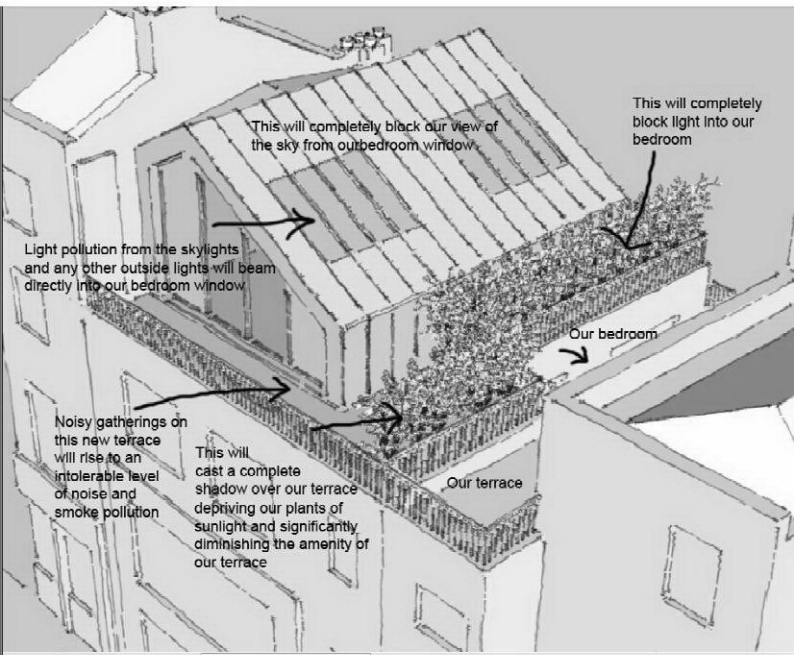 This will completely block our view of
the sky from ourbedroom window
This will completely
block light into our
bedroom
Light pollution from the skylights
and any other outside lights will beam
directly into our bedroom window
Our bedroom
Noisy gatherings on
this new terrace
will rise to an
intolerable level
of noise and
smoke pollution
This will
cast a complete
shadow over our terrace
depriving our plants of
sunlight and significantly
diminishing the amenity of
our terrace
Our terrace